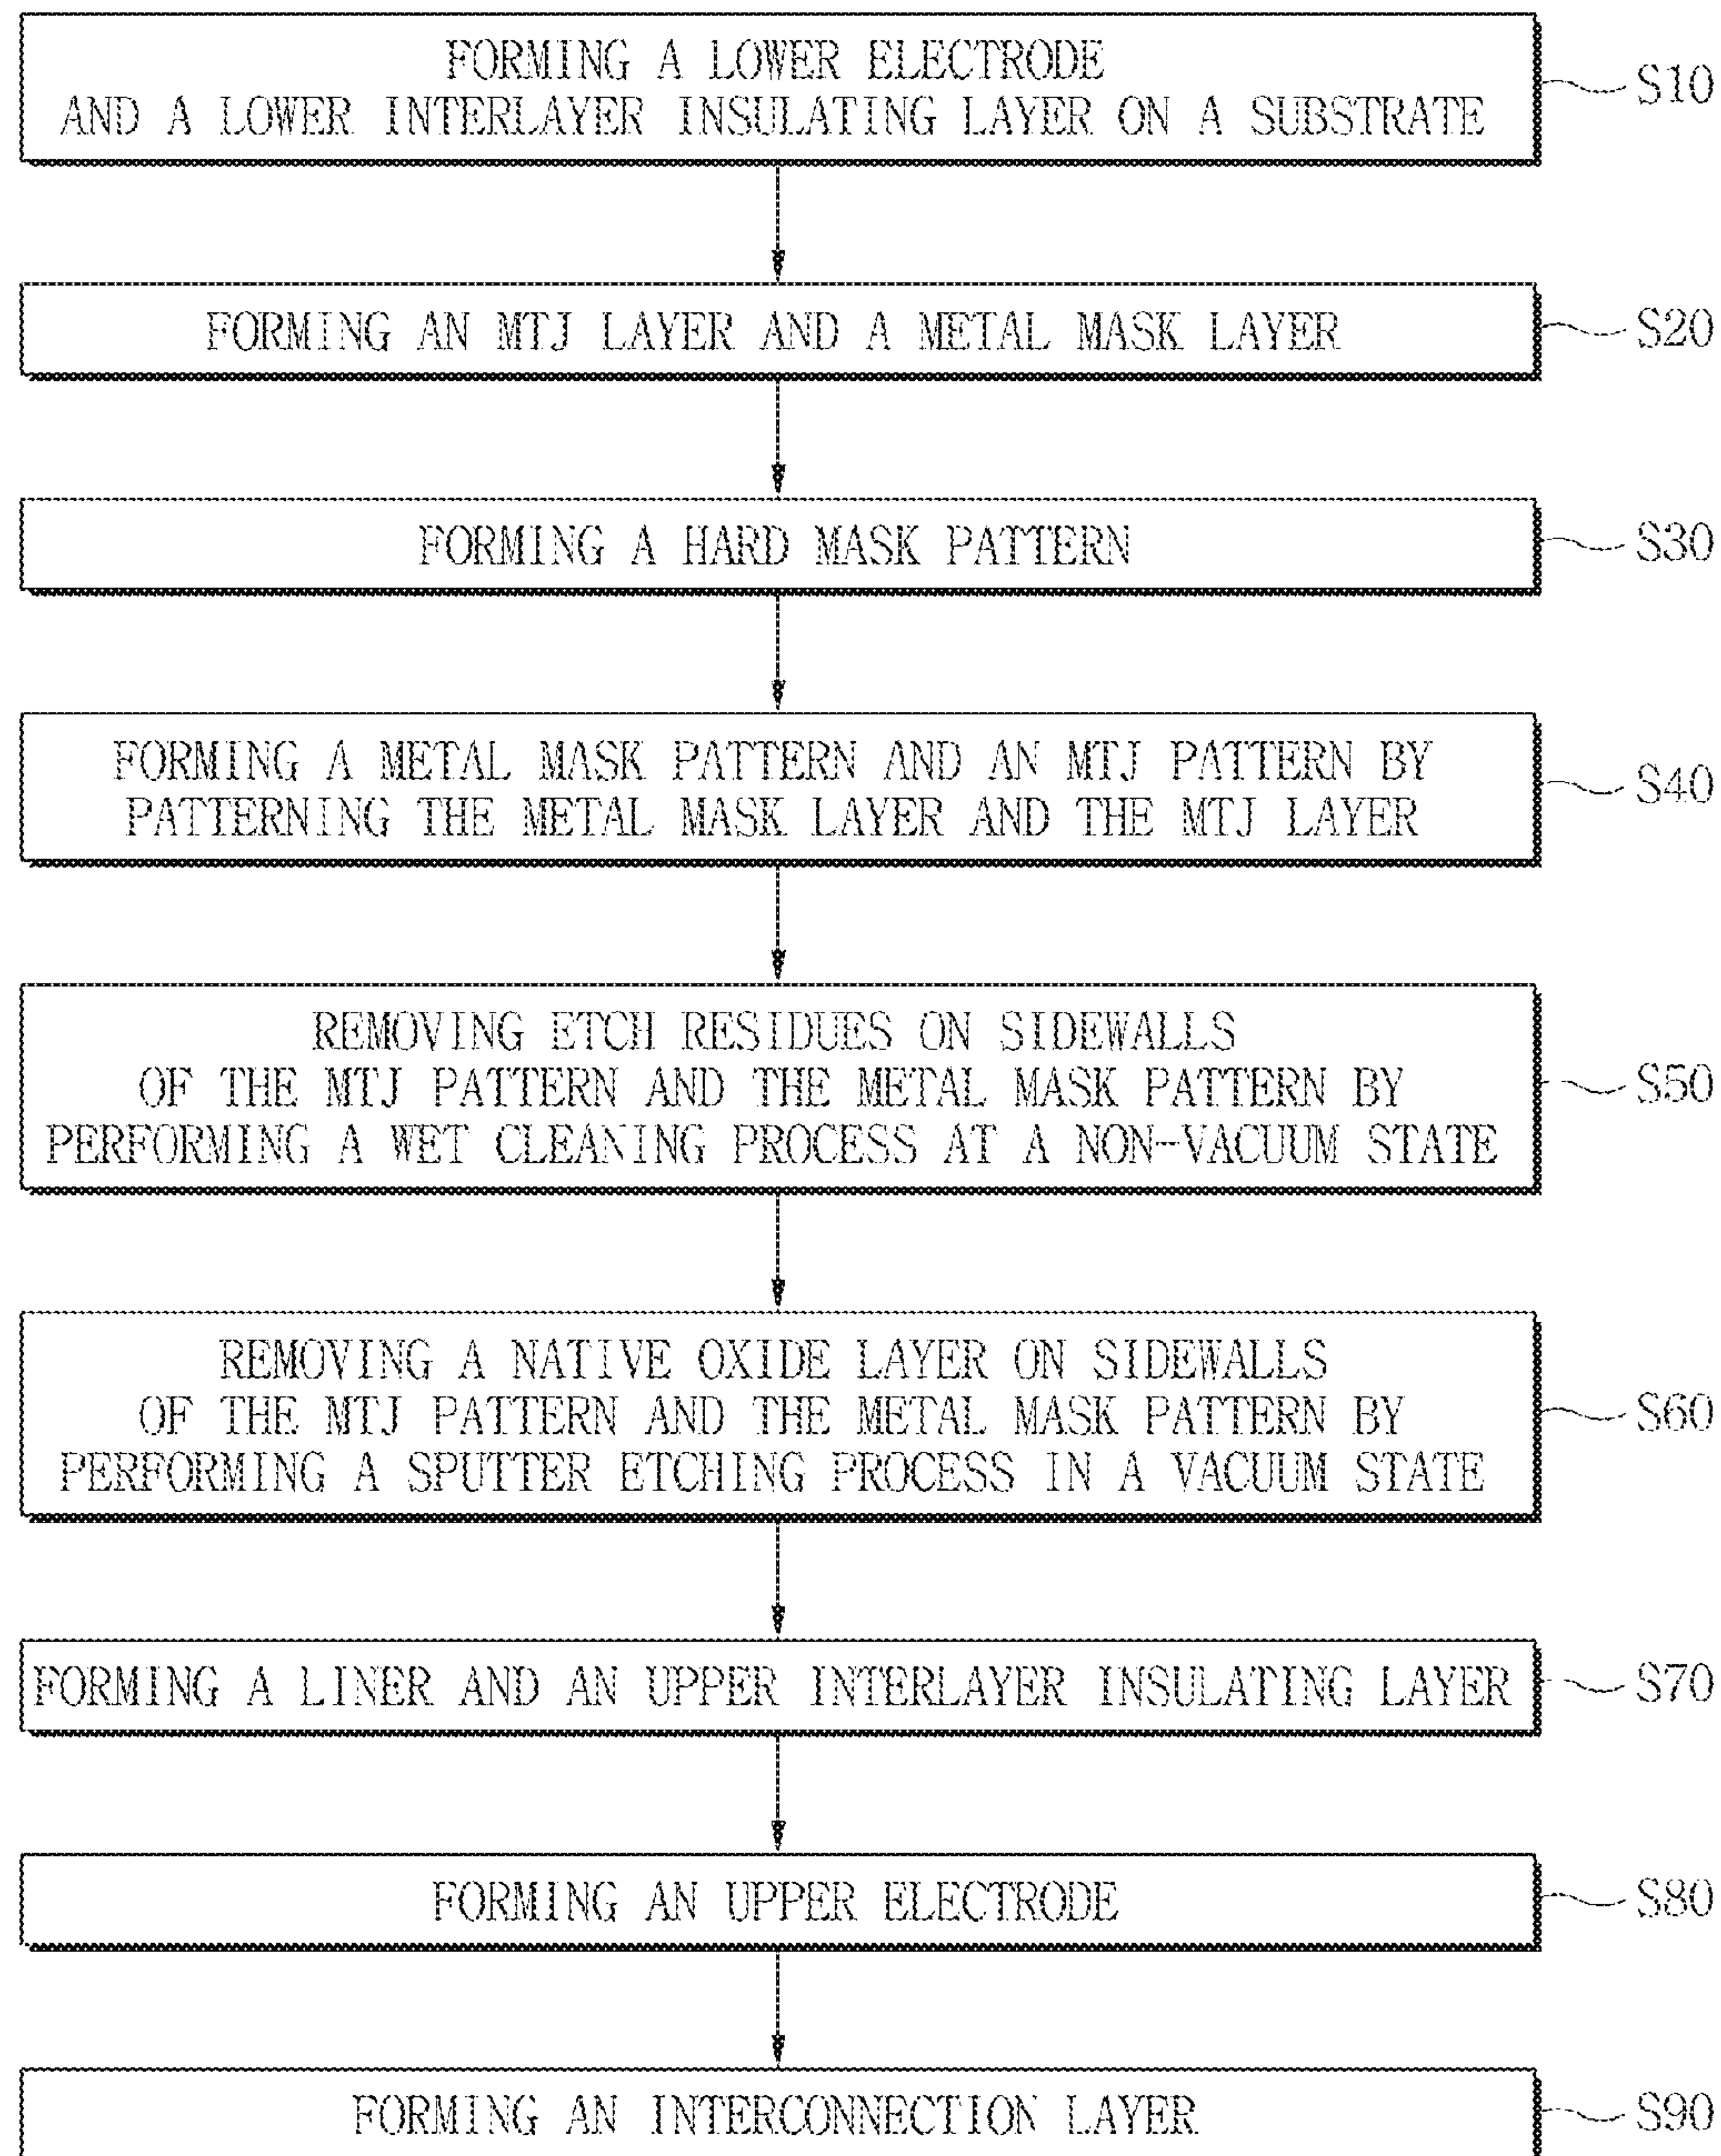 FORMING A LOWER ELECTRODE
AND A LOWER INTERLAYER INSULATING LAYER ON A SUBSTRATE
S10
FORMING AN MTJ LAYER AND A METAL MASK LAYER
S20
FORMING A HARD MASK PATTERN
S30
FORMING A METAL MASK PATTERN AND AN MTJ PATTERN BY
PATTERNING THE METAL MASK LAYER AND THE MTJ LAYER
S40
REMOVING ETCH RESIDUES ON SIDEWALLS
OF THE MTJ PATTERN AND THE METAL MASK PATTERN BY
PERFORMING A WET CLEANING PROCESS AT A NON-VACUUM STATE
S50
REMOVING A NATIVE OXIDE LAYER ON SIDEWALLS
OF THE MTJ PATTERN AND THE METAL MASK PATTERN BY
PERFORMING A SPUTTER ETCHING PROCESS IN A VACUUM STATE
S60
FORMING A LINER AND AN UPPER INTERLAYER INSULATING LAYER
S70
FORMING AN UPPER ELECTRODE
S80
FORMING AN INTERCONNECTION LAYER
S90